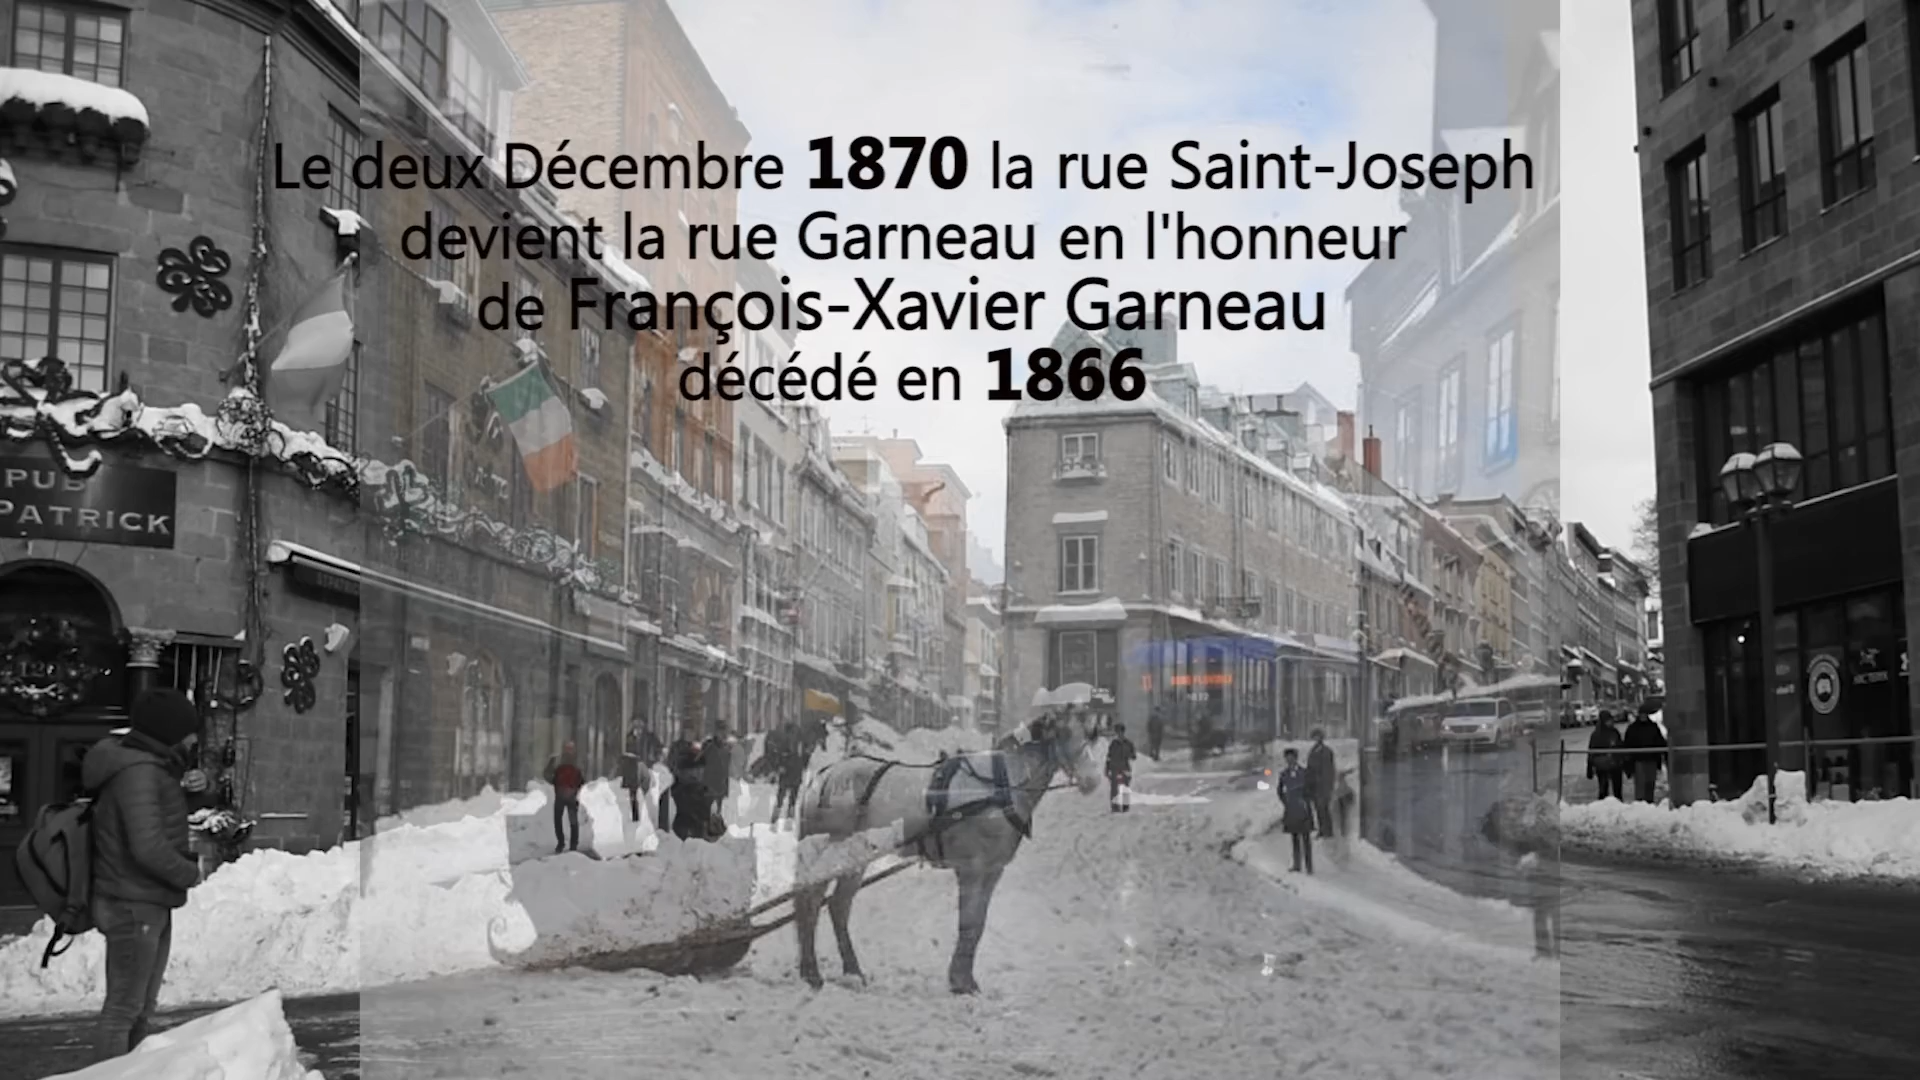 Le deux Décembre 1870 la rue Saint-Joseph
devient la rue Garneau en l'honneur
de François-Xavier Garneau
décédé en 1866
PUB
PATRICK